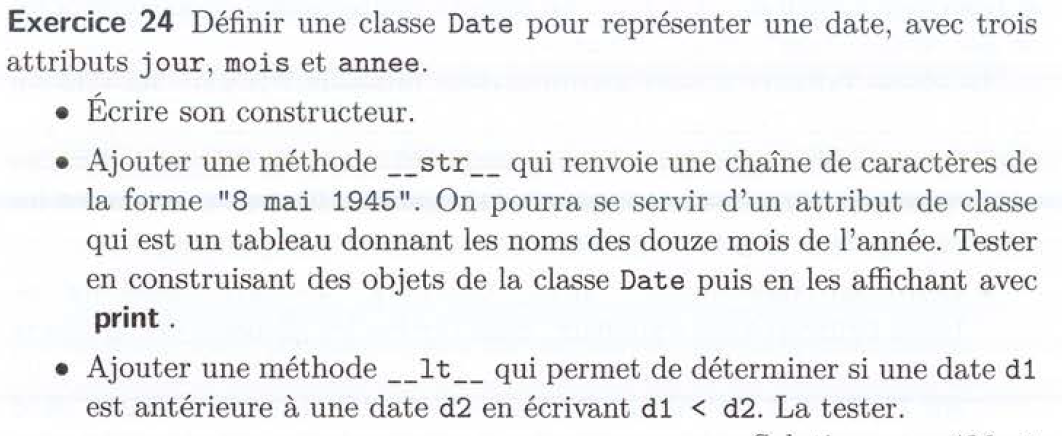 Exercice 24 Définir une classe Date pour représenter une date, avec trois
attributs jour, mois et annee.
• Écrire son constructeur.
• Ajouter une méthode __str__ qui renvoie une chaîne de caractères de
la forme "8 mai 1945". On pourra se servir d'un attribut de classe
qui est un tableau donnant les noms des douze mois de l'année. Tester
en construisant des objets de la classe Date puis en les affichant avec
print .
• Ajouter une méthode __lt__ qui permet de déterminer si une date d1
est antérieure à une date d2 en écrivant d1 < d2. La tester.